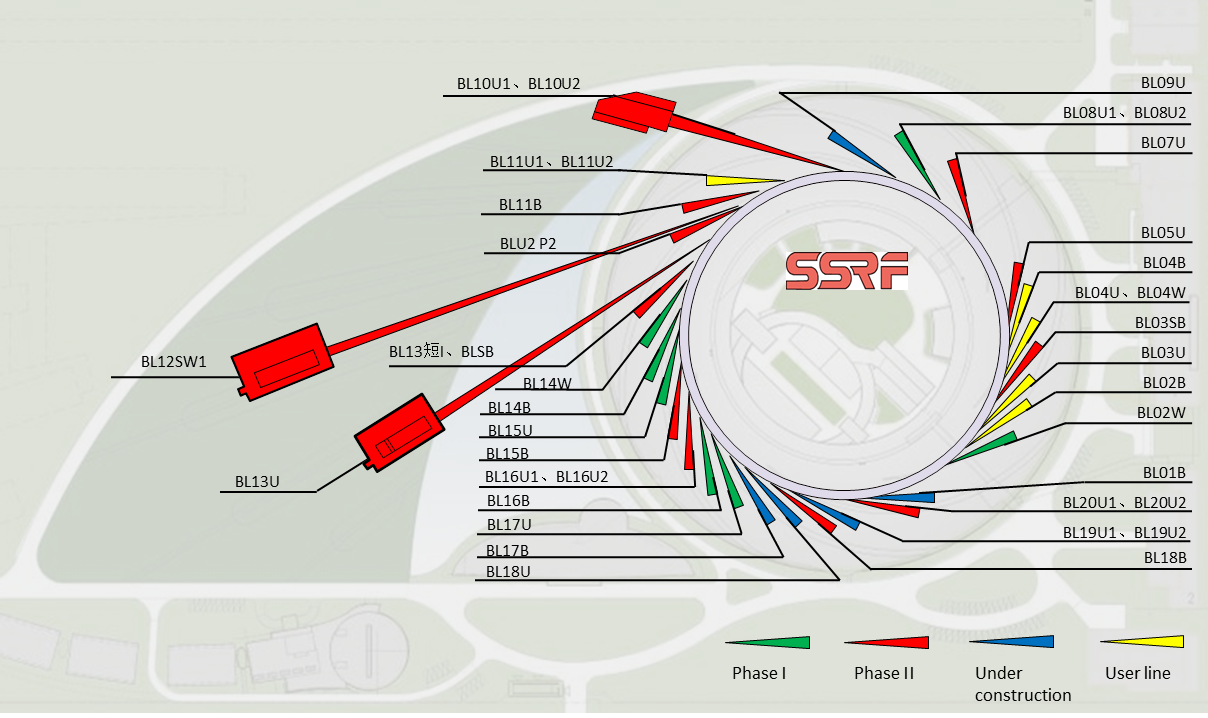 BL10U1、BL10U2
BL11U1、BL11U2
BL11B
BLU2 P2
BL12SW1
BL13短I、BLSB
BL14W
BL14B
BL15U
BL15B
BL13U
BL16U1、BL16U2
BL16B
BL17U
BL17B
BL18U
SSRF
BL09U
BL08U1、BL08U2
BL07U
BL05U
BL04B
BL04U、BL04W
BL03SB
BL03U
BL02B
BL02W
BL01B
BL20U1、BL20U2
BL19U1、BL19U2
BL18B
2
Phase I
Phase II
Under
construction
User line